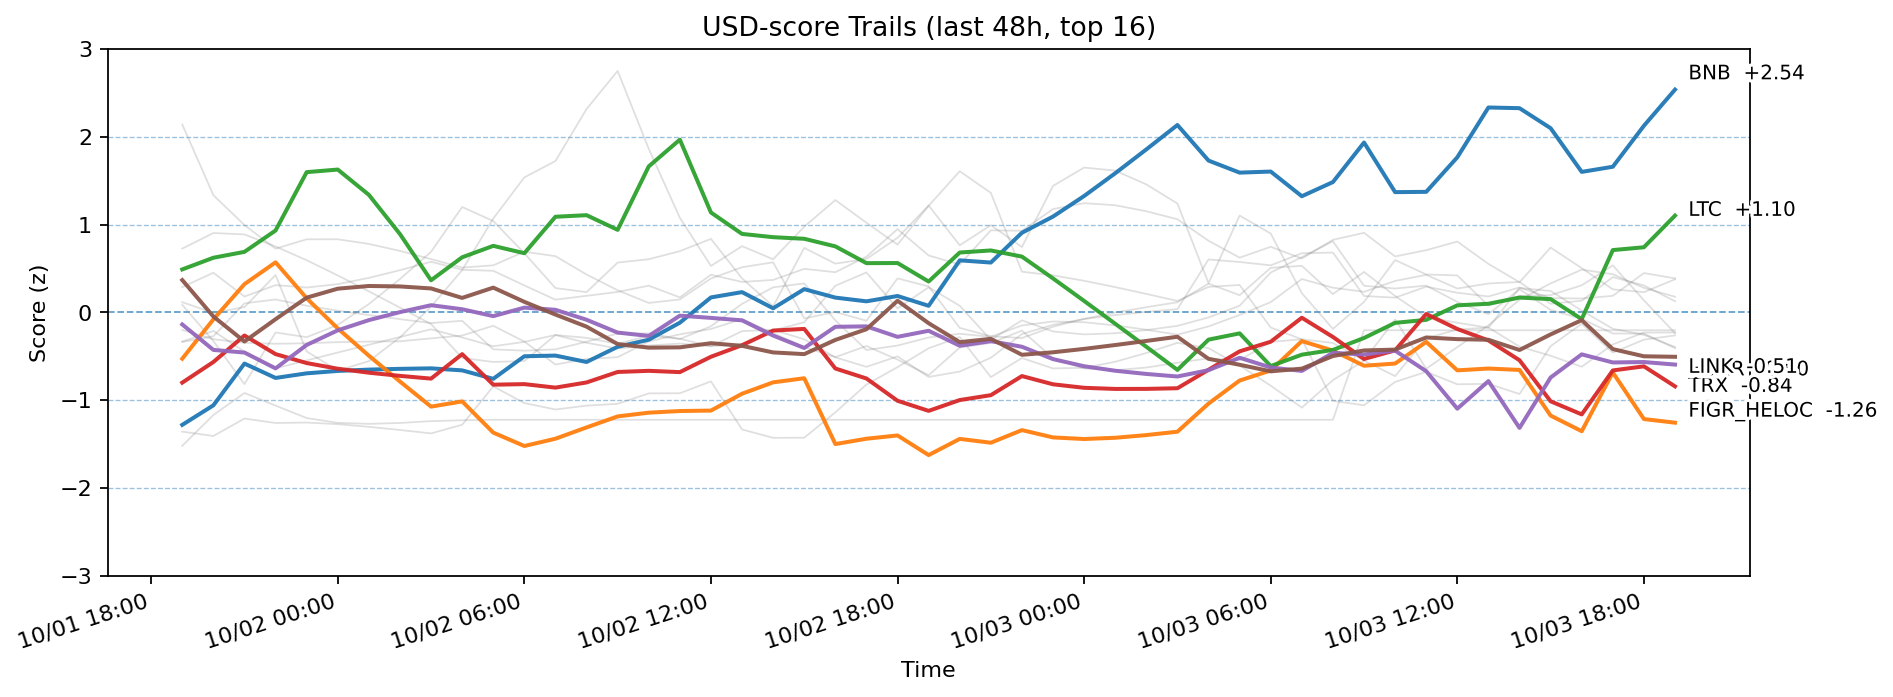 USD-score Trails (last 48h, top 16)
3
2
1
0
−1
−2
−3
Score (z)
BNB +2.54
LTC +1.10
LINK -0.51
TRX -0.84
FIGR_HELOC -1.26
10/01 18:00
10/02 00:00
10/02 06:00
10/02 12:00
10/02 18:00
10/03 00:00
10/03 06:00
10/03 12:00
10/03 18:00
Time